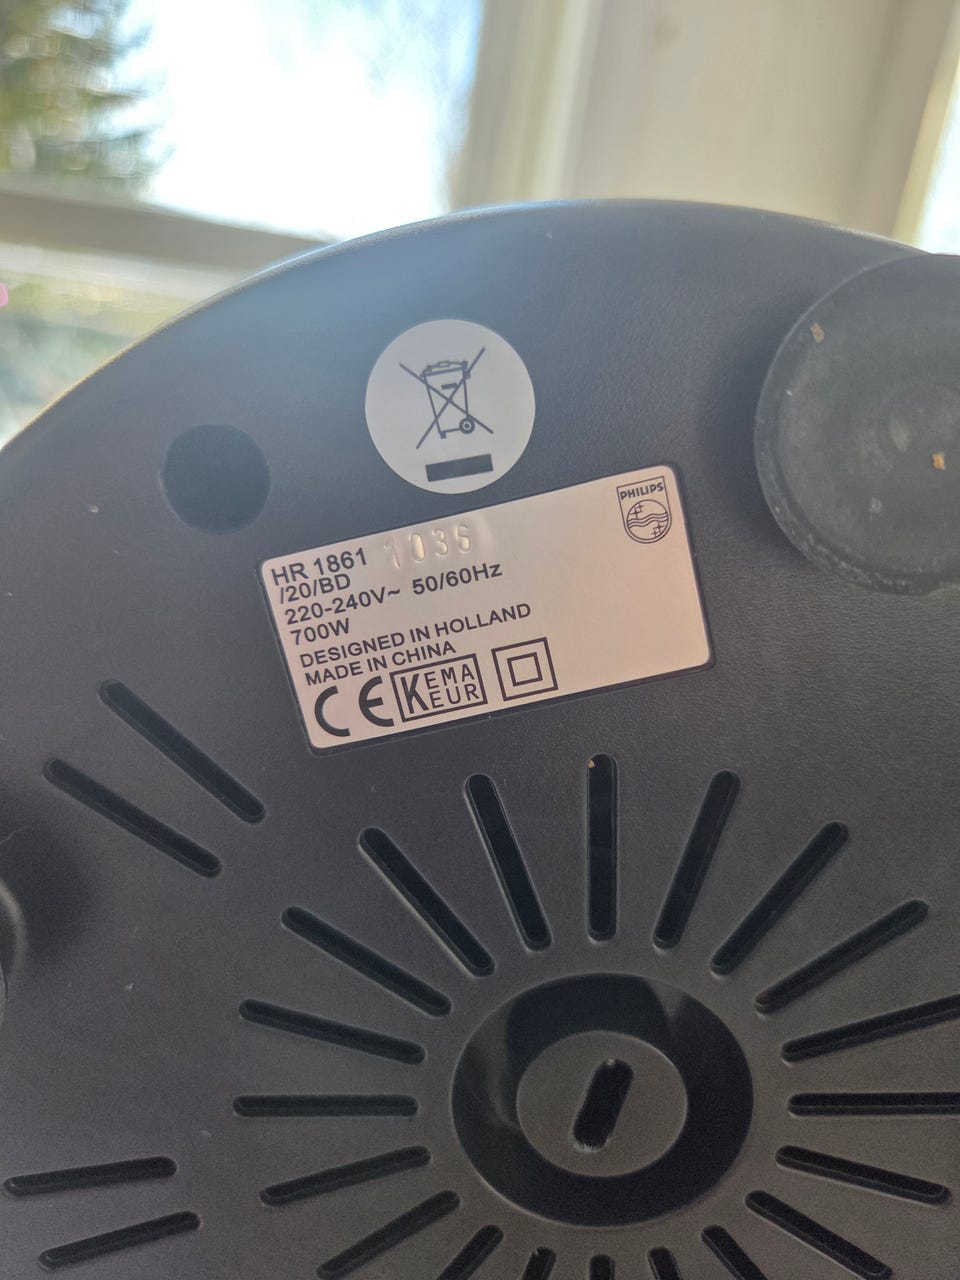 PHILIPS
HR 1861 1036
/20/BD
220-240V~ 50/60Hz
700W
DESIGNED IN HOLLAND
MADE IN CHINA
CE KEMA
EUR